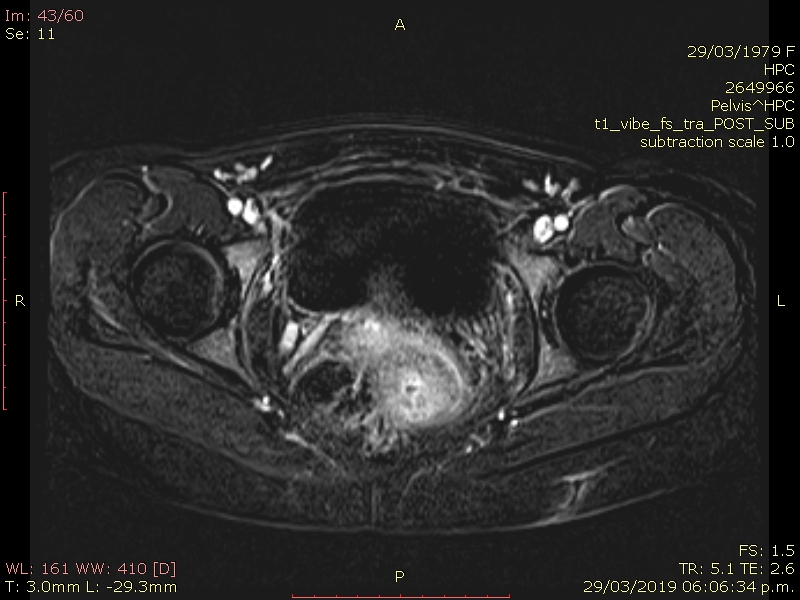 Im: 43/60
Se: 11
A
29/03/1979 F
HPC
2649966
Pelvis^HPC
t1_vibe_fs_tra_POST_SUB
subtraction scale 1.0
R
L
WL: 161 WW: 410 [D]
T: 3.0mm L: -29.3mm
P
FS: 1.5
TR: 5.1 TE: 2.6
29/03/2019 06:06:34 p.m.